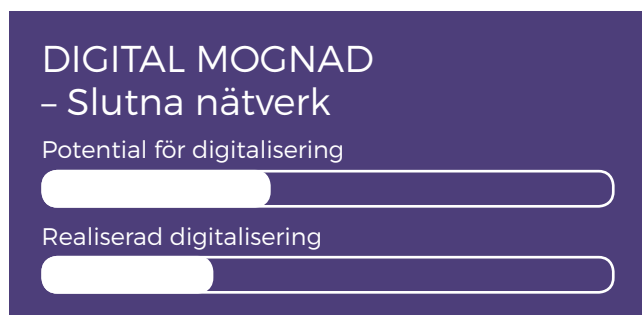 DIGITAL MOGNAD
– Slutna nätverk
Potential för digitalisering
Realiserad digitalisering